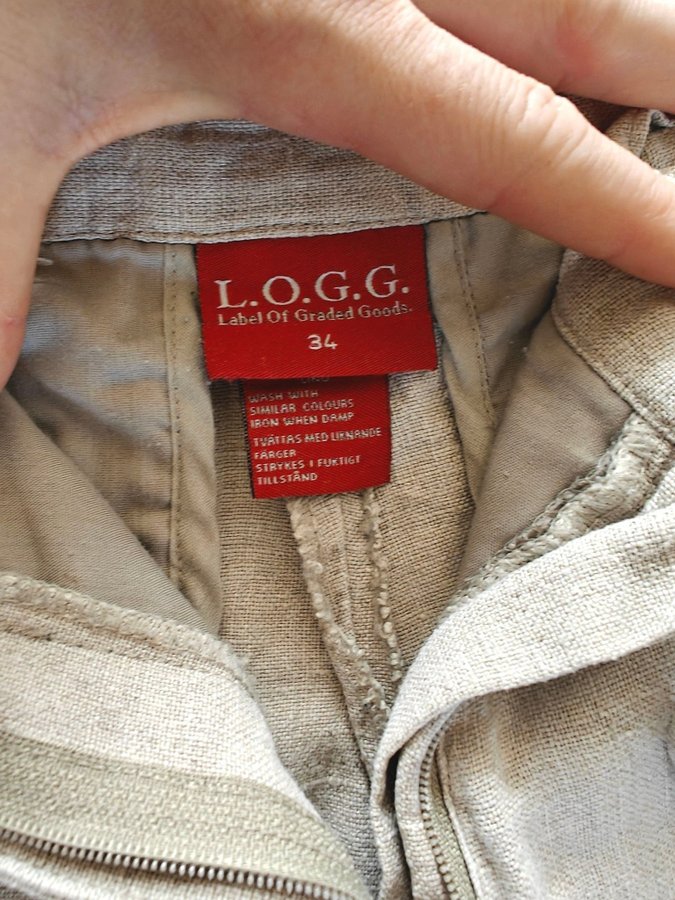 L.O.G.G.
Label Of Graded Goods.
34
WASH WITH
SIMILAR COLOURS
IRON WHEN DAMP
TVÄTTAS MED LIKNANDE
FÄRGER
STRYKES I FUKTIGT
TILLSTÅND